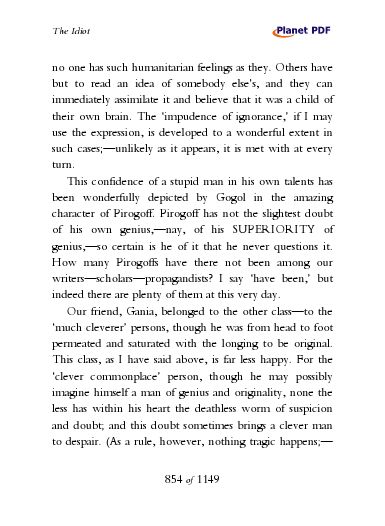 The Idiot
Planet PDF
no one has such humanitarian feelings as they. Others have
but to read an idea of somebody else's, and they can
immediately assimilate it and believe that it was a child of
their own brain. The 'impudence of ignorance,' if I may
use the expression, is developed to a wonderful extent in
such cases;—unlikely as it appears, it is met with at every
turn.
This confidence of a stupid man in his own talents has
been wonderfully depicted by Gogol in the amazing
character of Pirogoff. Pirogoff has not the slightest doubt
of his own genius,—nay, of his SUPERIORITY of
genius,—so certain is he of it that he never questions it.
How many Pirogoffs have there not been among our
writers—scholars—propagandists? I say 'have been,' but
indeed there are plenty of them at this very day.
Our friend, Gania, belonged to the other class—to the
'much cleverer' persons, though he was from head to foot
permeated and saturated with the longing to be original.
This class, as I have said above, is far less happy. For the
'clever commonplace' person, though he may possibly
imagine himself a man of genius and originality, none the
less has within his heart the deathless worm of suspicion
and doubt; and this doubt sometimes brings a clever man
to despair. (As a rule, however, nothing tragic happens;—
854 of 1149